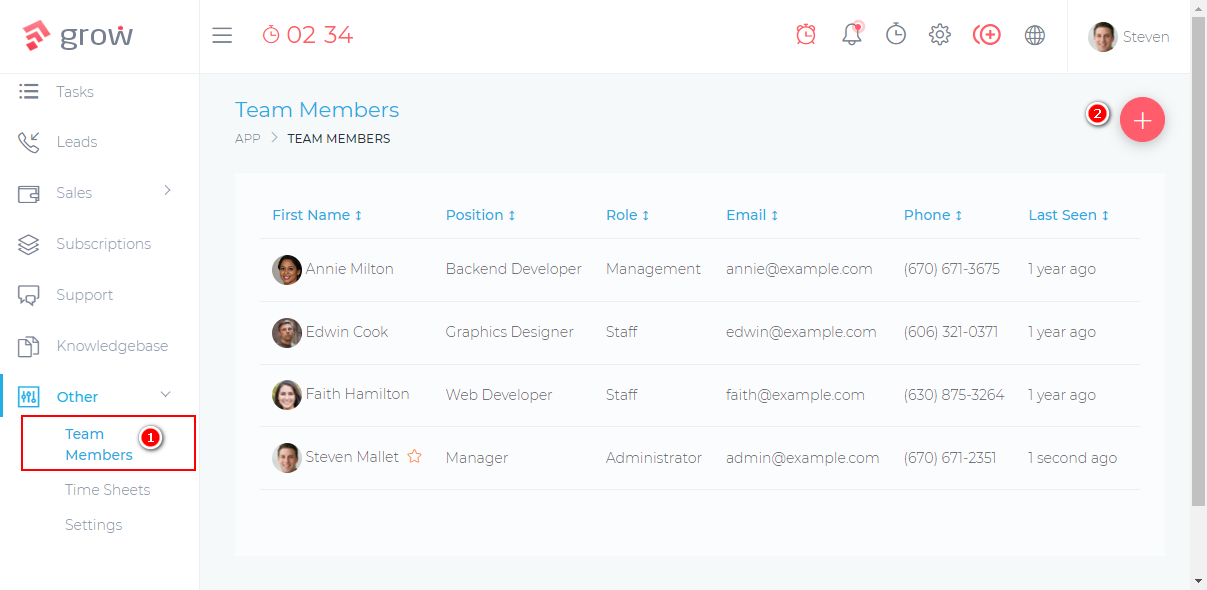 grow
02 34
Steven
Tasks
Leads
Sales
Subscriptions
Support
Knowledgebase
Other
Team
Members
1
Time Sheets
Settings
Team Members
APP > TEAM MEMBERS
2
+
First Name ↕ Position ↕ Role ↕ Email ↕ Phone ↕ Last Seen ↕
Annie Milton Backend Developer Management annie@example.com (670) 671-3675 1 year ago
Edwin Cook Graphics Designer Staff edwin@example.com (606) 321-0371 1 year ago
Faith Hamilton Web Developer Staff faith@example.com (630) 875-3264 1 year ago
Steven Mallet Manager Administrator admin@example.com (670) 671-2351 1 second ago